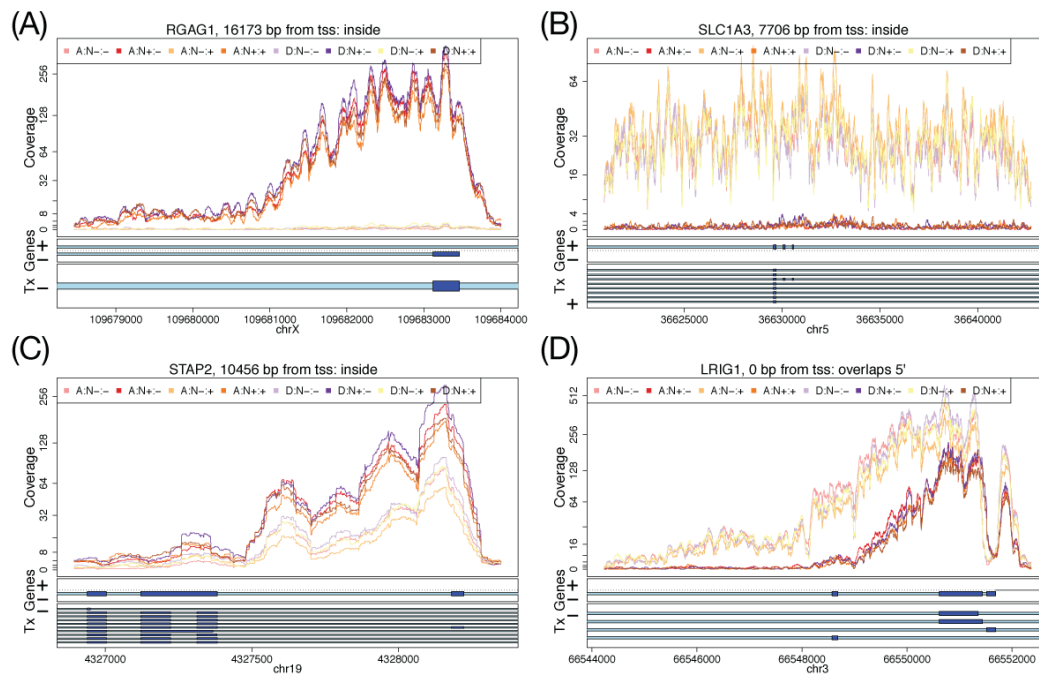 (A)
RGAG1, 16173 bp from tss: inside
A:N−:− A:N+:− A:N−:+ A:N+:+ D:N−:− D:N+:− D:N−:+ D:N+:+
Coverage
256
128
64
32
8
0
Genes
+
−
Tx
−
109679000 109680000 109681000 109682000 109683000 109684000
chrX
(B)
SLC1A3, 7706 bp from tss: inside
A:N−:− A:N+:− A:N−:+ A:N+:+ D:N−:− D:N+:− D:N−:+ D:N+:+
Coverage
64
32
16
4
0
Genes
+
−
Tx
+
36625000 36630000 36635000 36640000
chr5
(C)
STAP2, 10456 bp from tss: inside
A:N−:− A:N+:− A:N−:+ A:N+:+ D:N−:− D:N+:− D:N−:+ D:N+:+
Coverage
256
128
64
32
8
0
Genes
+
−
Tx
4327000 4327500 4328000
chr19
(D)
LRIG1, 0 bp from tss: overlaps 5'
A:N−:− A:N+:− A:N−:+ A:N+:+ D:N−:− D:N+:− D:N−:+ D:N+:+
Coverage
512
256
128
64
16
0
Genes
+
−
Tx
66544000 66546000 66548000 66550000 66552000
chr3